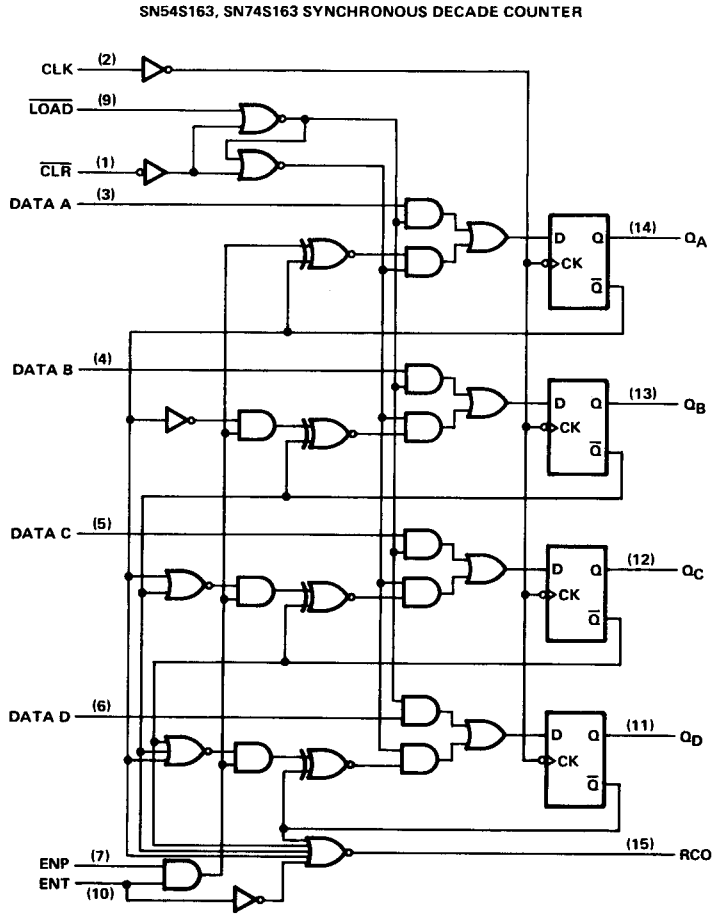 SN54S163, SN74S163 SYNCHRONOUS DECADE COUNTER
CLK (2)
LOAD (9)
CLR (1)
DATA A (3)
D Q (14) QA
CK
Q
DATA B (4)
D Q (13) QB
CK
Q
DATA C (5)
D Q (12) QC
CK
Q
DATA D (6)
D Q (11) QD
CK
Q
ENP (7)
ENT (10)
(15) RCO